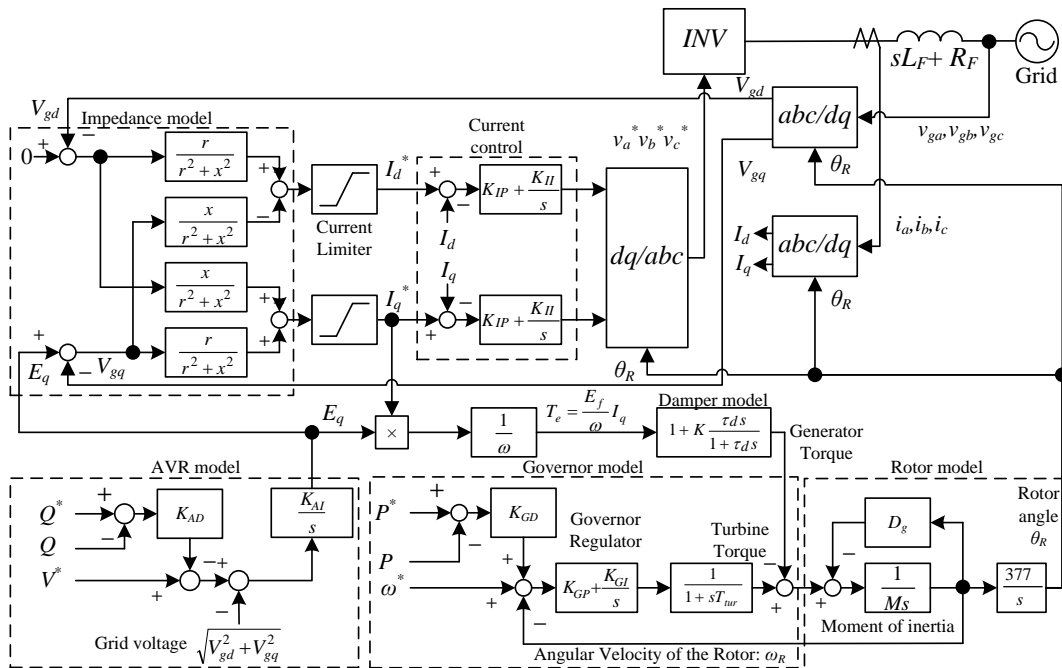 INV
sL_F + R_F
Grid
V_gd
V_gd
Impedance model
abc/dq
v_ga, v_gb, v_gc
Current control
v_a^* v_b^* v_c^*
V_gq
θ_R
0
+
−
r / (r^2 + x^2)
+
−
I_d^*
+
−
K_IP + K_II / s
x / (r^2 + x^2)
Current Limiter
I_d
I_q
dq/abc
I_d
I_q
abc/dq
i_a, i_b, i_c
θ_R
x / (r^2 + x^2)
+
+
I_q^*
−
+
K_IP + K_II / s
+
E_q
−
V_gq
r / (r^2 + x^2)
θ_R
E_q
×
1 / ω
T_e = E_f / ω I_q
Damper model
1 + K τ_d s / (1 + τ_d s)
Generator Torque
AVR model
Governor model
Rotor model
Q^*
+
Q
−
K_AD
K_AI / s
P^*
+
−
K_GD
Governor Regulator
Turbine Torque
D_g
Rotor angle θ_R
V^*
+
−
+
−
P
ω^*
+
+
−
K_GP + K_GI / s
1 / (1 + sT_tur)
−
+
+
−
1 / Ms
377 / s
Grid voltage √(V_gd^2 + V_gq^2)
Moment of inertia
Angular Velocity of the Rotor: ω_R